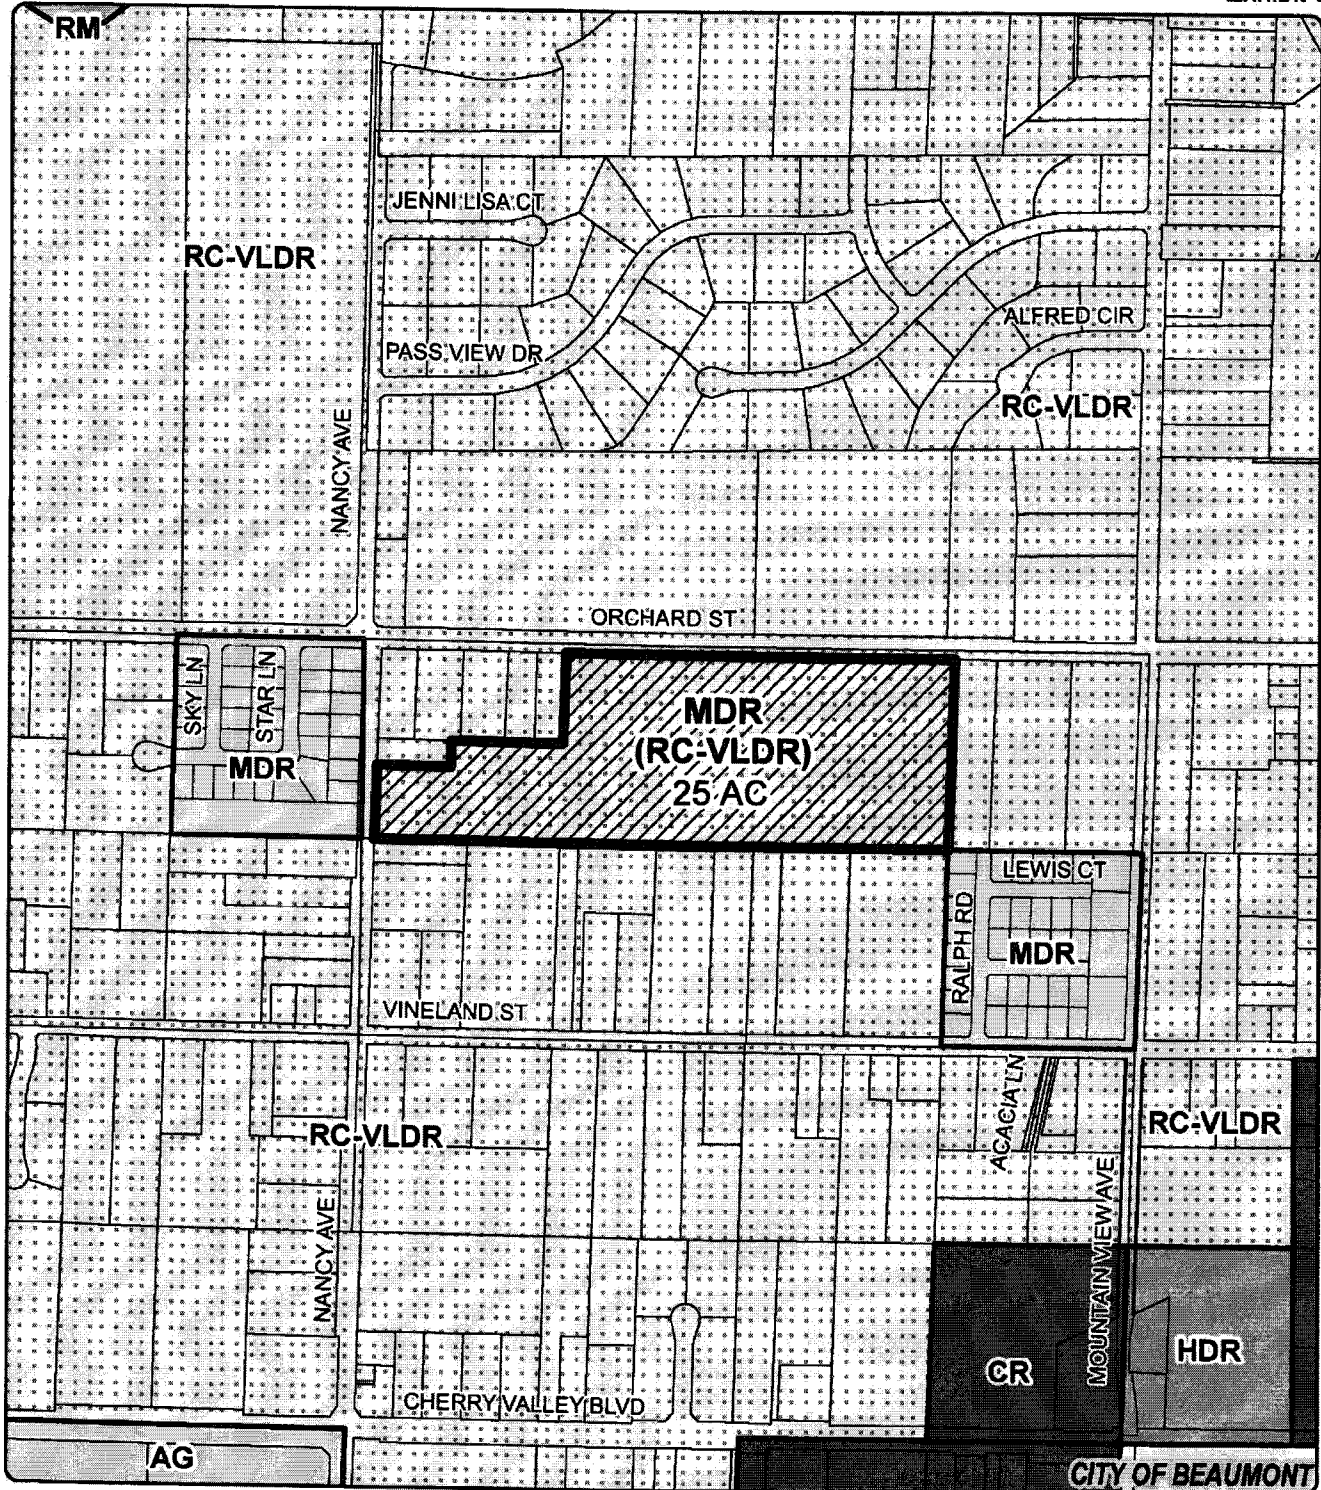 RM
JENNI LISA CT
RC-VLDR
ALFRED CIR
PASS VIEW DR
RC-VLDR
NANCY AVE
ORCHARD ST
SKY LN
STAR LN
MDR
MDR
(RC-VLDR)
25 AC
LEWIS CT
RALPH RD
MDR
VINELAND ST
ACACIA LN
RC-VLDR
RC-VLDR
MOUNTAIN VIEW AVE
NANCY AVE
HDR
CR
CHERRY VALLEY BLVD
AG
CITY OF BEAUMONT